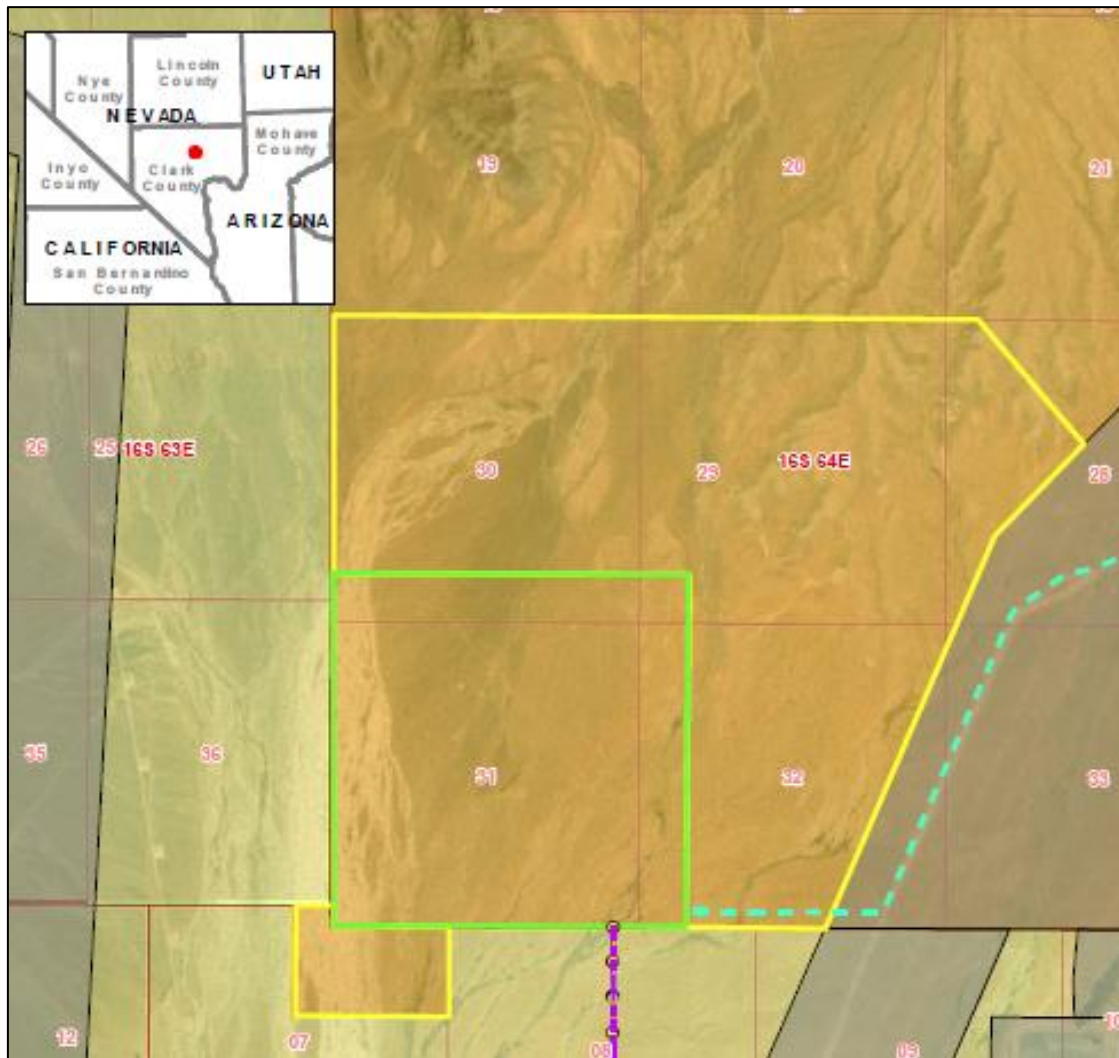 Lincoln
County
UTAH
Nye
County
NEVADA
Mohave
County
Inyo
County
Clark
County
ARIZONA
CALIFORNIA
San Bernardino
County
19
20
21
26
25
16S 63E
30
29
16S 64E
28
35
36
31
32
33
12
07
08
09
10